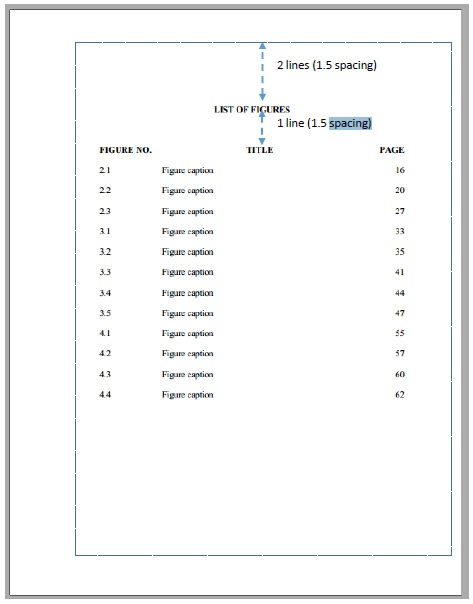 2 lines (1.5 spacing)
LIST OF FIGURES
1 line (1.5 spacing)
FIGURE NO. TITLE PAGE
2.1 Figure caption 16
2.2 Figure caption 20
2.3 Figure caption 27
3.1 Figure caption 33
3.2 Figure caption 35
3.3 Figure caption 41
3.4 Figure caption 44
3.5 Figure caption 47
4.1 Figure caption 55
4.2 Figure caption 57
4.3 Figure caption 60
4.4 Figure caption 62